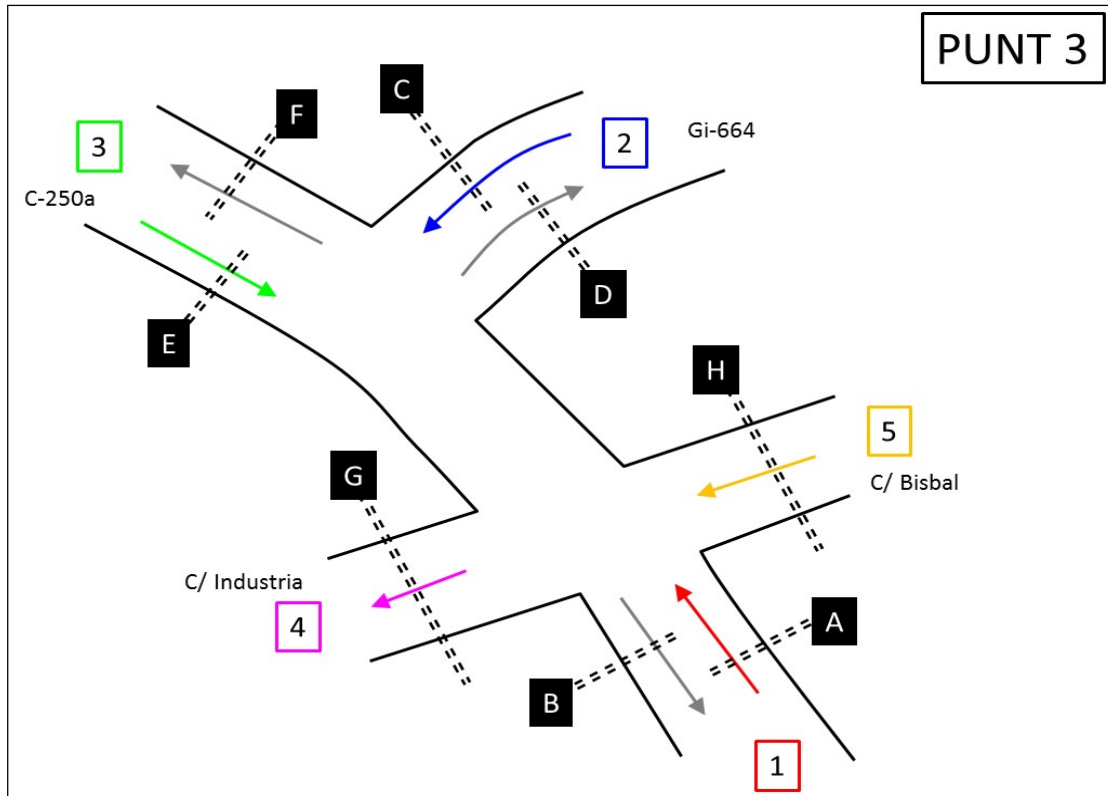 PUNT 3
C
F
3
2
Gi-664
C-250a
D
E
H
5
G
C/ Bisbal
C/ Industria
4
A
B
1